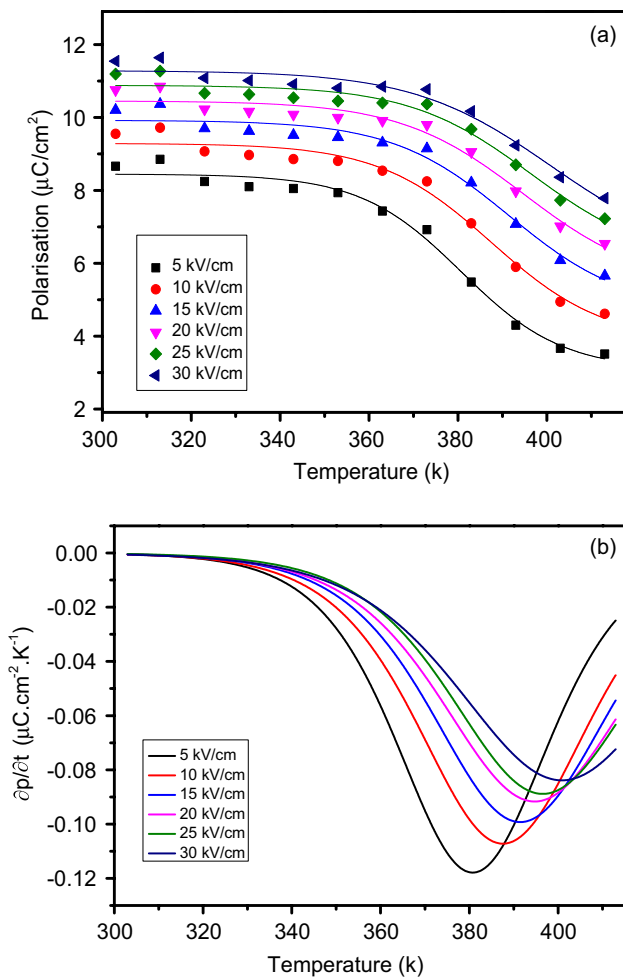 (a)
12
10
8
6
4
2
Polarisation (μC/cm²)
5 kV/cm
10 kV/cm
15 kV/cm
20 kV/cm
25 kV/cm
30 kV/cm
300 320 340 360 380 400
Temperature (k)
(b)
0.00
-0.02
-0.04
-0.06
-0.08
-0.10
-0.12
∂p/∂t (μC.cm⁻².K⁻¹)
5 kV/cm
10 kV/cm
15 kV/cm
20 kV/cm
25 kV/cm
30 kV/cm
300 320 340 360 380 400
Temperature (k)